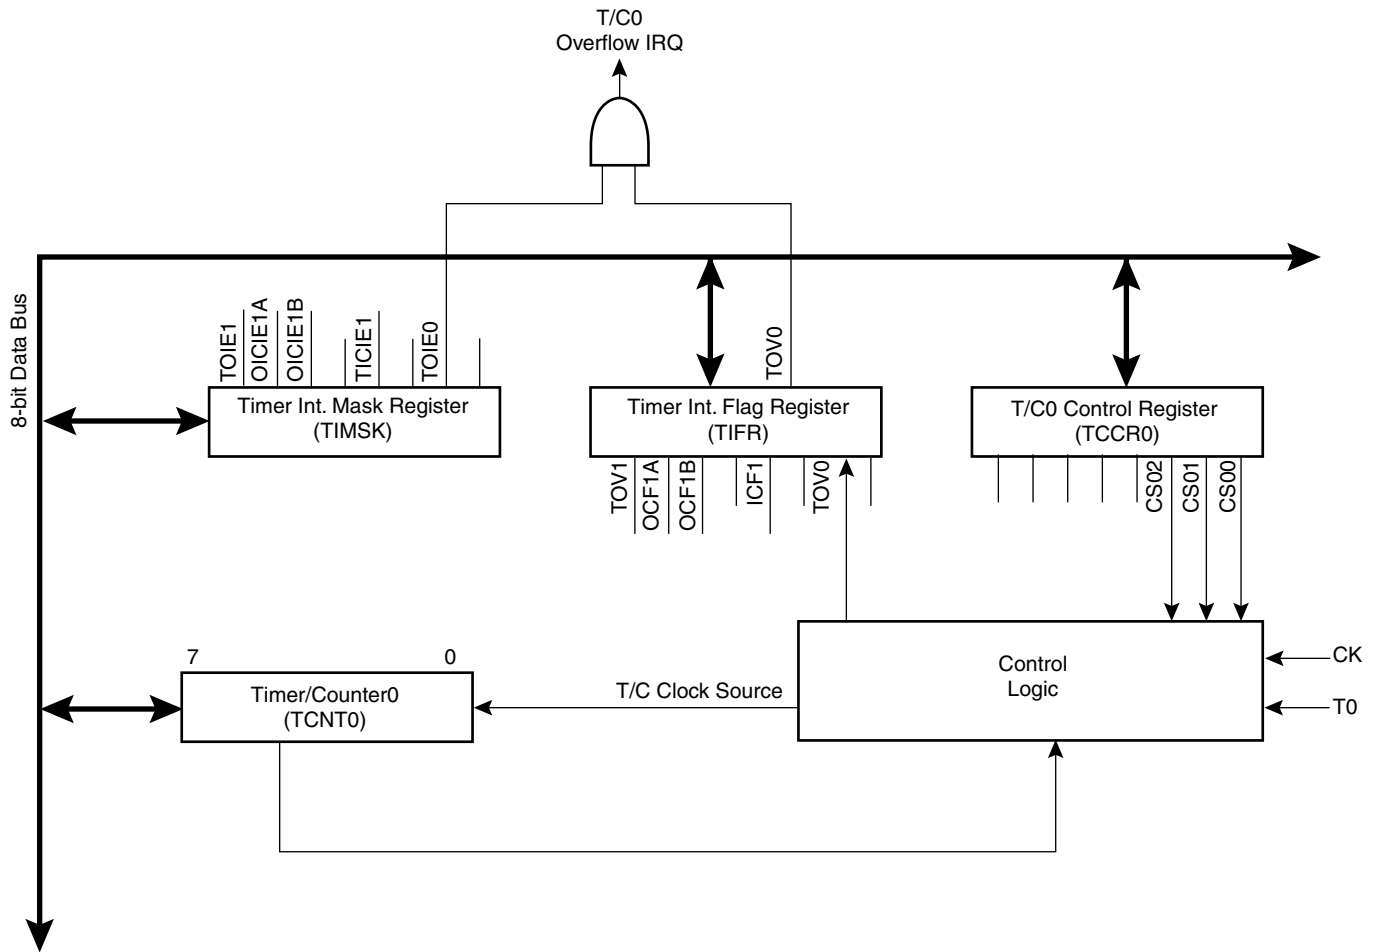 T/C0
Overflow IRQ
8-bit Data Bus
TOIE1
OICIE1A
OICIE1B
TICIE1
TOIE0
TOV0
Timer Int. Mask Register
(TIMSK)
Timer Int. Flag Register
(TIFR)
T/C0 Control Register
(TCCR0)
TOV1
OCF1A
OCF1B
ICF1
TOV0
CS02
CS01
CS00
7
0
Timer/Counter0
(TCNT0)
T/C Clock Source
Control
Logic
CK
T0